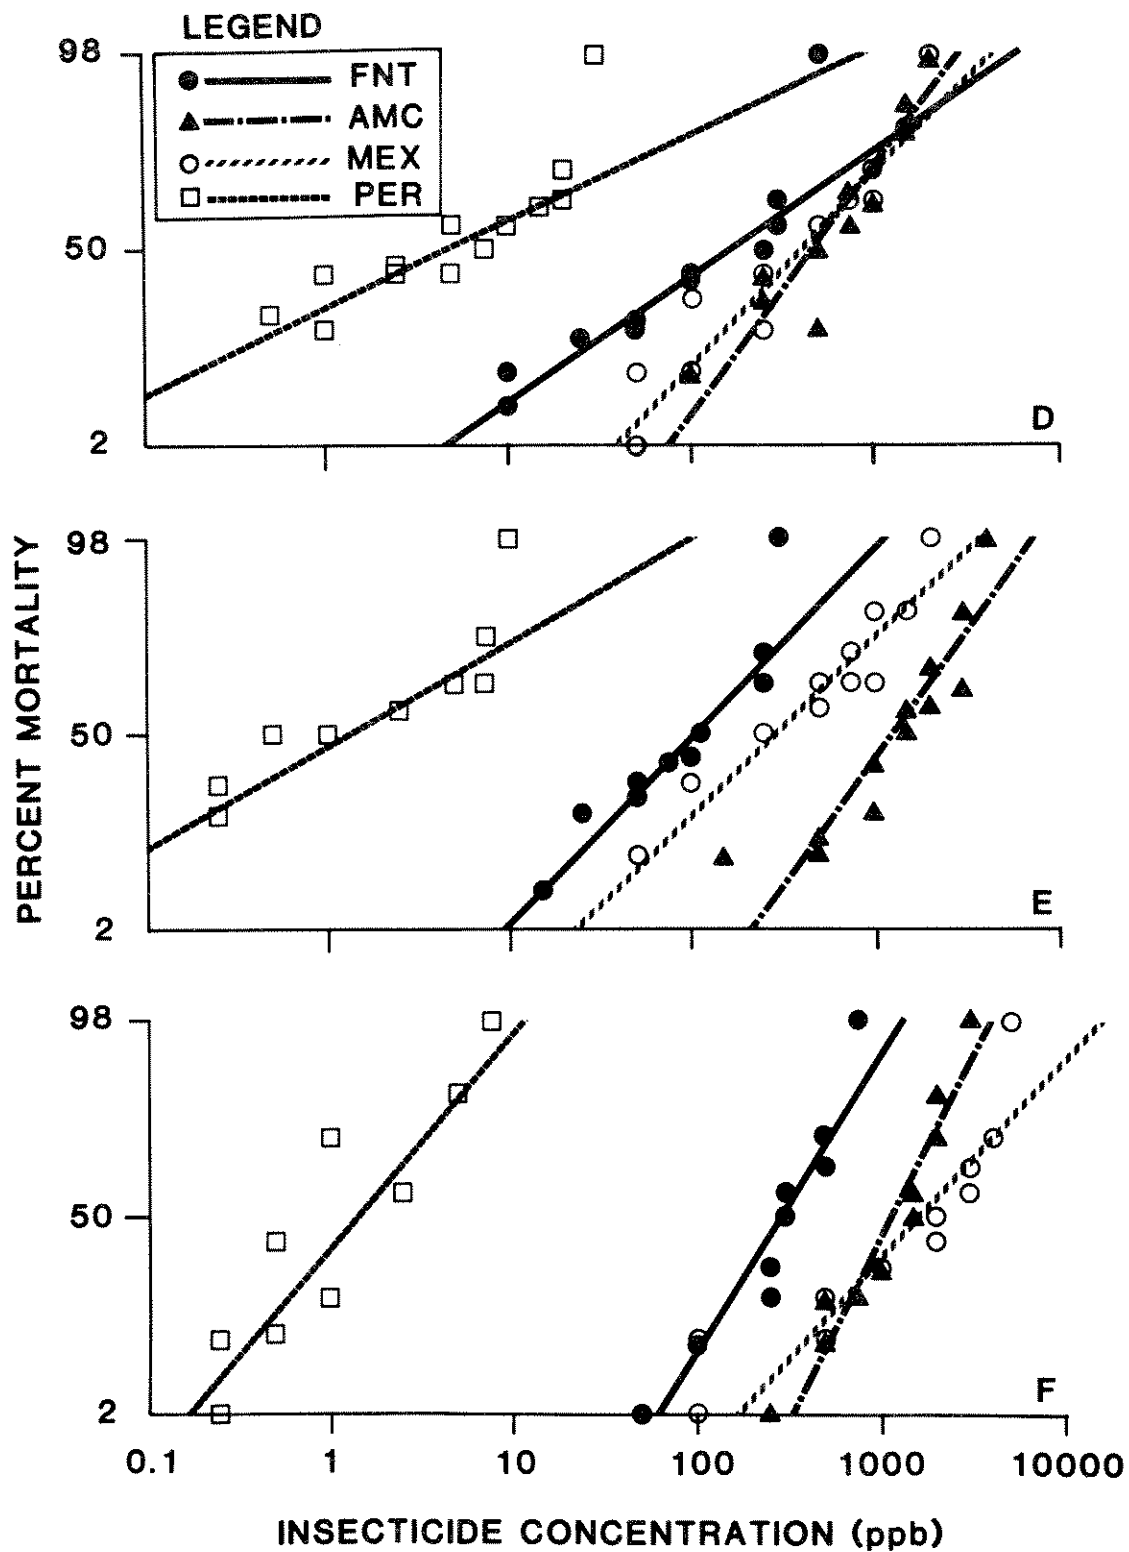 LEGEND
FNT
AMC
MEX
PER
98
50
2
D
98
50
2
E
98
50
2
F
0.1 1 10 100 1000 10000
PERCENT MORTALITY
INSECTICIDE CONCENTRATION (ppb)